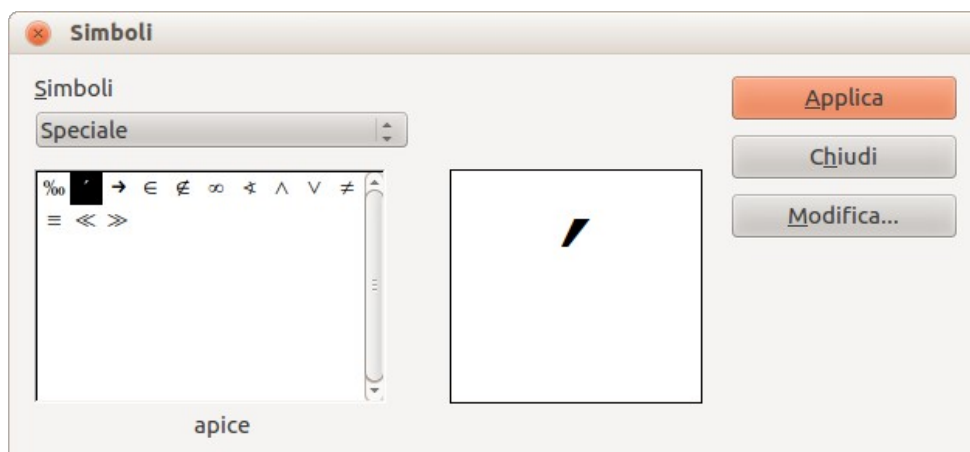 Simboli
Simboli
Speciale
‰ ′ → ∈ ∉ ∞ ∢ ∧ ∨ ≠
≡ ≪ ≫
′
apice
Applica
Chiudi
Modifica...